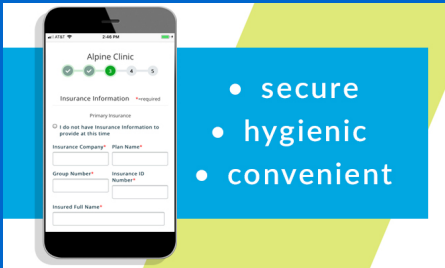 AT&T 2:48 PM
Alpine Clinic
3 4 5
Insurance Information *=required
Primary Insurance
I do not have Insurance Information to
provide at this time
Insurance Company* Plan Name*
Group Number* Insurance ID
Number*
Insured Full Name*
• secure
• hygienic
• convenient